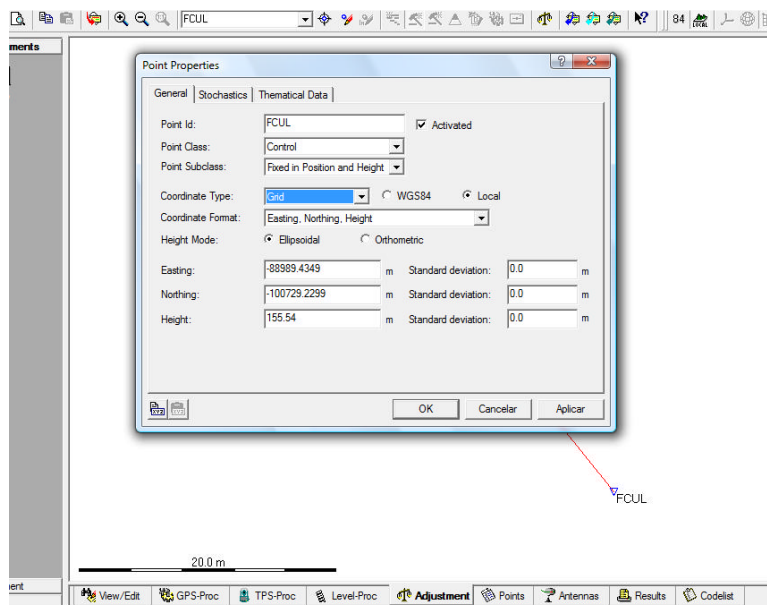 FCUL
84
LOCAL
ments
Point Properties
General Stochastics Thematical Data
Point Id: FCUL Activated
Point Class: Control
Point Subclass: Fixed in Position and Height
Coordinate Type: Grid WGS84 Local
Coordinate Format: Easting, Northing, Height
Height Mode: Ellipsoidal Orthometric
Easting: -88989.4349 m Standard deviation: 0.0 m
Northing: -100729.2299 m Standard deviation: 0.0 m
Height: 155.54 m Standard deviation: 0.0 m
XYZ XYZ OK Cancelar Aplicar
FCUL
20.0 m
ent
View/Edit GPS-Proc TPS-Proc Level-Proc Adjustment Points Antennas Results Codelist